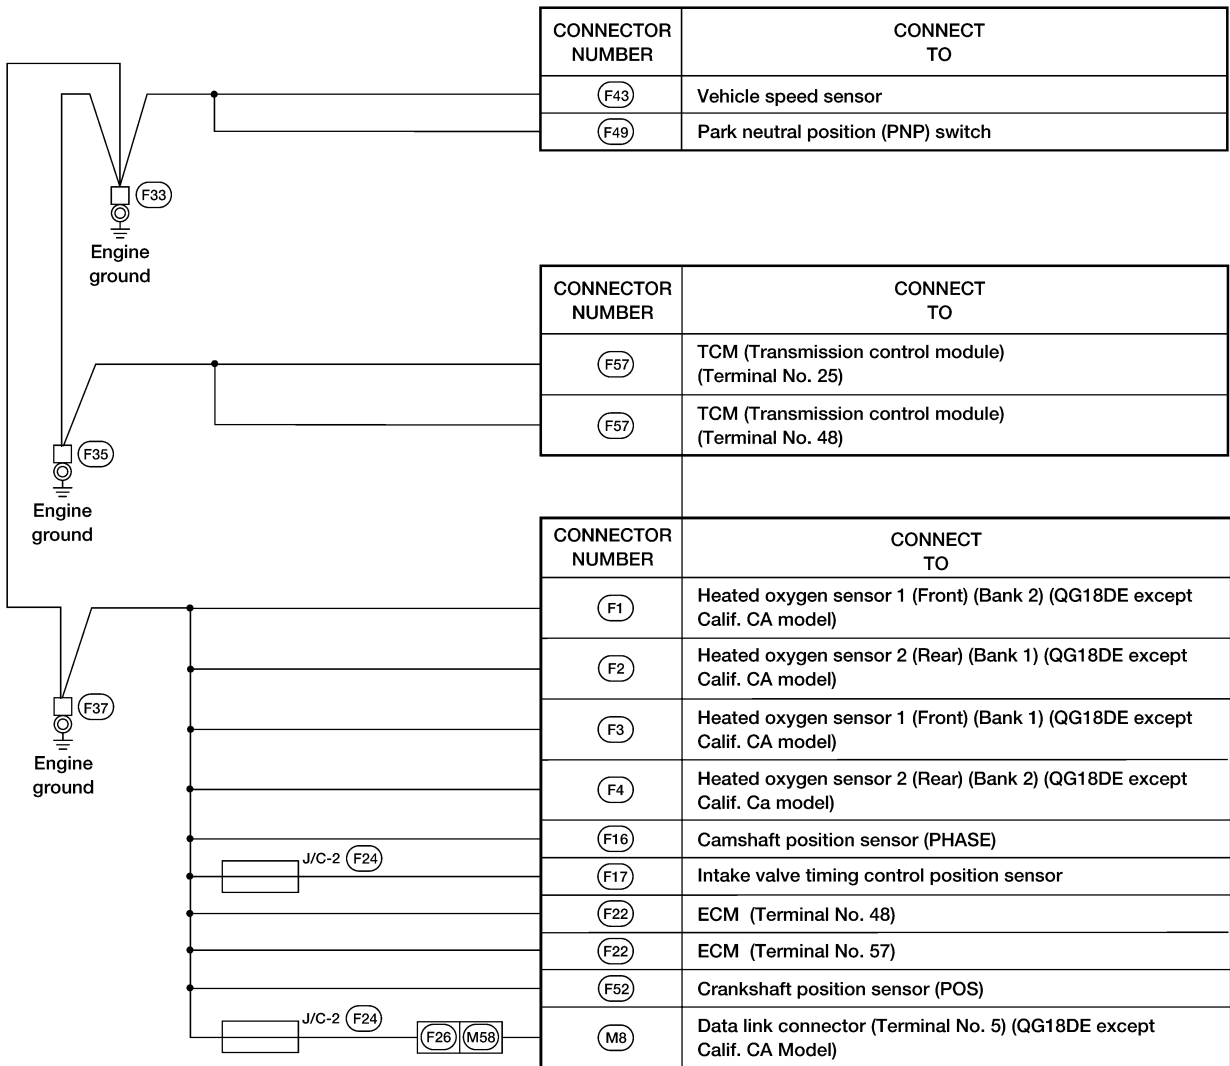 CONNECTOR
NUMBER
CONNECT
TO
F43
Vehicle speed sensor
F49
Park neutral position (PNP) switch
F33
Engine
ground
CONNECTOR
NUMBER
CONNECT
TO
F57
TCM (Transmission control module)
(Terminal No. 25)
F57
TCM (Transmission control module)
(Terminal No. 48)
F35
Engine
ground
CONNECTOR
NUMBER
CONNECT
TO
F1
Heated oxygen sensor 1 (Front) (Bank 2) (QG18DE except
Calif. CA model)
F2
Heated oxygen sensor 2 (Rear) (Bank 1) (QG18DE except
Calif. CA model)
F37
Engine
ground
F3
Heated oxygen sensor 1 (Front) (Bank 1) (QG18DE except
Calif. CA model)
F4
Heated oxygen sensor 2 (Rear) (Bank 2) (QG18DE except
Calif. Ca model)
F16
Camshaft position sensor (PHASE)
J/C-2 F24
F17
Intake valve timing control position sensor
F22
ECM (Terminal No. 48)
F22
ECM (Terminal No. 57)
F52
Crankshaft position sensor (POS)
J/C-2 F24
F26 M58
M8
Data link connector (Terminal No. 5) (QG18DE except
Calif. CA Model)